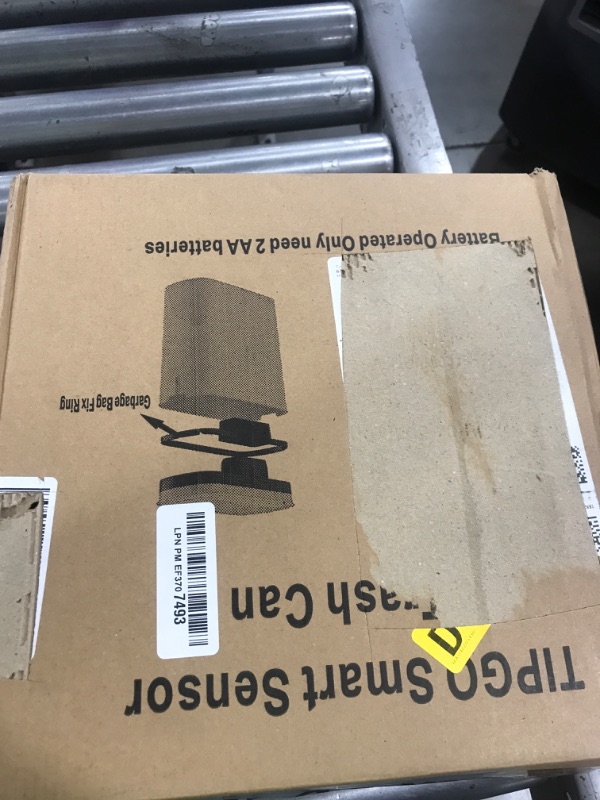 TIPGO Smart Sensor
Trash Can
Garbage Bag Fix Ring
Battery Operated Only need 2 AA batteries
LPN PM EF370 7493
D